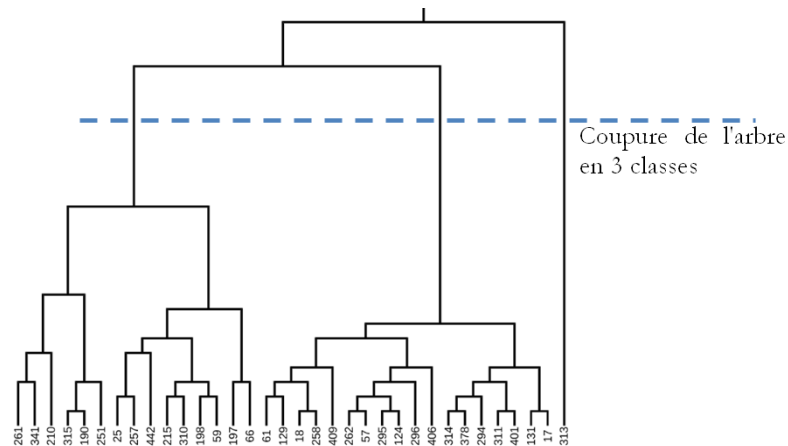 Coupure de l'arbre
en 3 classes
261 341 210 315 190 251 25 257 442 215 310 198 59 197 66 61 129 18 258 409 262 57 295 124 296 406 314 378 294 311 401 131 17 313